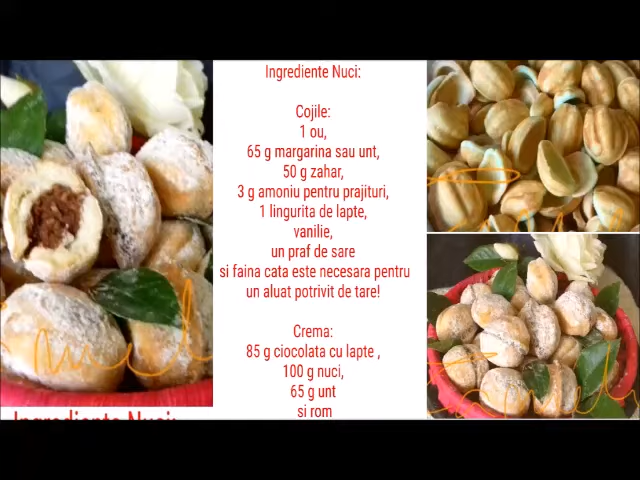 Ingrediente Nuci:
Cojile:
1 ou,
65 g margarina sau unt,
50 g zahar,
3 g amoniu pentru prajituri,
1 lingurita de lapte,
vanilie,
un praf de sare
si faina cata este necesara pentru
un aluat potrivit de tare!
Crema:
85 g ciocolata cu lapte ,
100 g nuci,
65 g unt
si rom
Ingrediente Nuci: